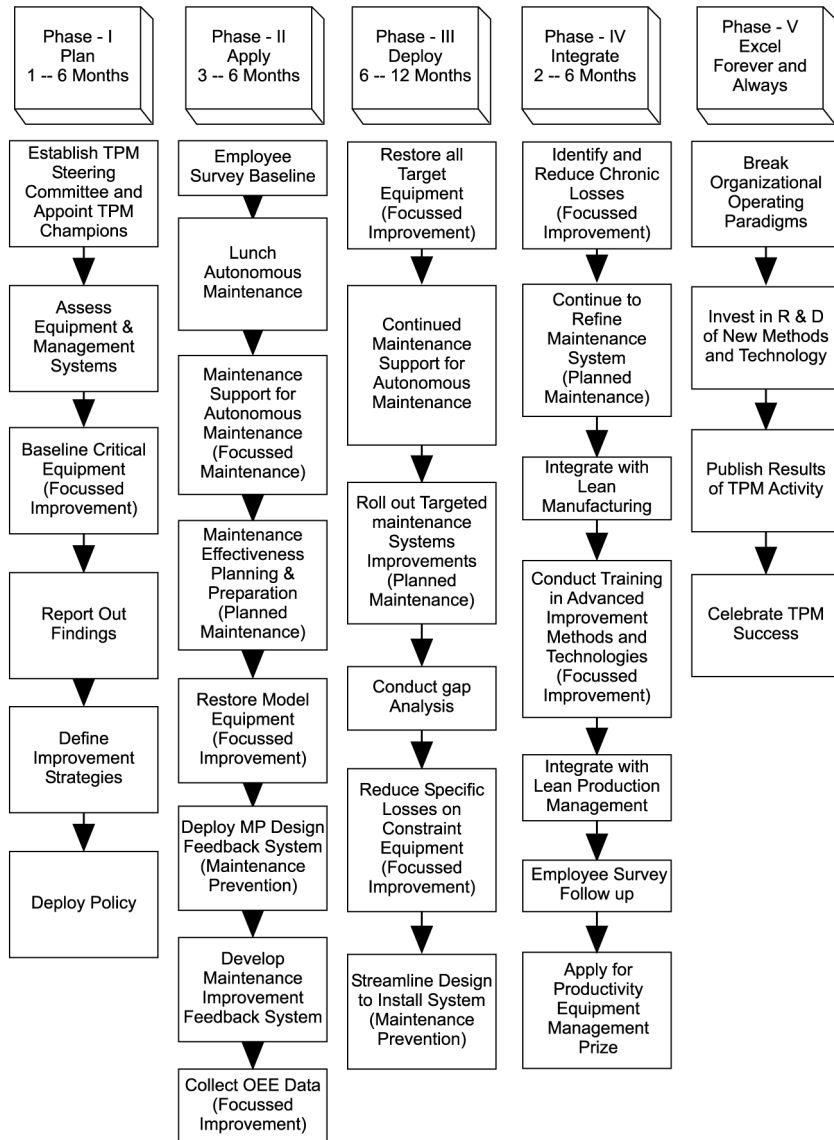 Phase - I
Plan
1 -- 6 Months
Establish TPM
Steering
Committee and
Appoint TPM
Champions
Assess
Equipment &
Management
Systems
Baseline Critical
Equipment
(Focussed
Improvement)
Report Out
Findings
Define
Improvement
Strategies
Deploy Policy
Phase - II
Apply
3 -- 6 Months
Employee
Survey Baseline
Lunch
Autonomous
Maintenance
Maintenance
Support for
Autonomous
Maintenance
(Focussed
Maintenance)
Maintenance
Effectiveness
Planning &
Preparation
(Planned
Maintenance)
Restore Model
Equipment
(Focussed
Improvement)
Deploy MP Design
Feedback System
(Maintenance
Prevention)
Develop
Maintenance
Improvement
Feedback System
Collect OEE Data
(Focussed
Improvement)
Phase - III
Deploy
6 -- 12 Months
Restore all
Target
Equipment
(Focussed
Improvement)
Continued
Maintenance
Support for
Autonomous
Maintenance
Roll out Targeted
maintenance
Systems
Improvements
(Planned
Maintenance)
Conduct gap
Analysis
Reduce Specific
Losses on
Constraint
Equipment
(Focussed
Improvement)
Streamline Design
to Install System
(Maintenance
Prevention)
Phase - IV
Integrate
2 -- 6 Months
Identify and
Reduce Chronic
Losses
(Focussed
Improvement)
Continue to
Refine
Maintenance
System
(Planned
Maintenance)
Integrate with
Lean
Manufacturing
Conduct Training
in Advanced
Improvement
Methods and
Technologies
(Focussed
Improvement)
Integrate with
Lean Production
Management
Employee Survey
Follow up
Apply for
Productivity
Equipment
Management
Prize
Phase - V
Excel
Forever and
Always
Break
Organizational
Operating
Paradigms
Invest in R & D
of New Methods
and Technology
Publish Results
of TPM Activity
Celebrate TPM
Success